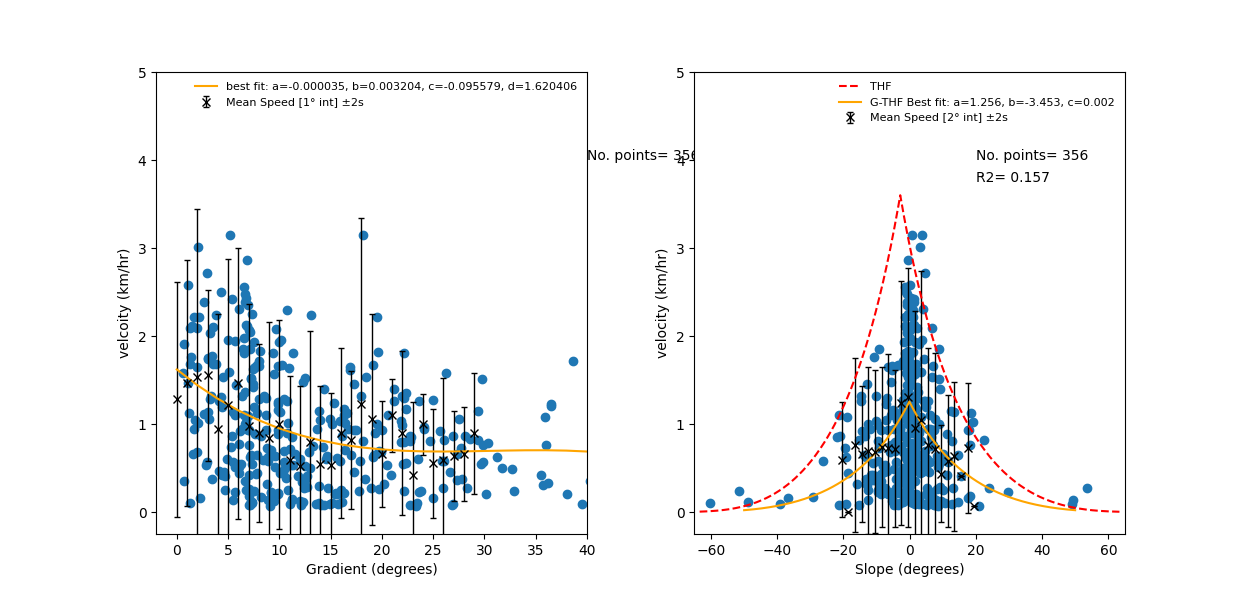 best fit: a=-0.000035, b=0.003204, c=-0.095579, d=1.620406
Mean Speed [1° int] ±2s
5
4
3
2
1
0
velcoity (km/hr)
0 5 10 15 20 25 30 35 40
Gradient (degrees)
No. points= 356
THF
G-THF Best fit: a=1.256, b=-3.453, c=0.002
Mean Speed [2° int] ±2s
No. points= 356
R2= 0.157
5
4
3
2
1
0
velocity (km/hr)
−60 −40 −20 0 20 40 60
Slope (degrees)